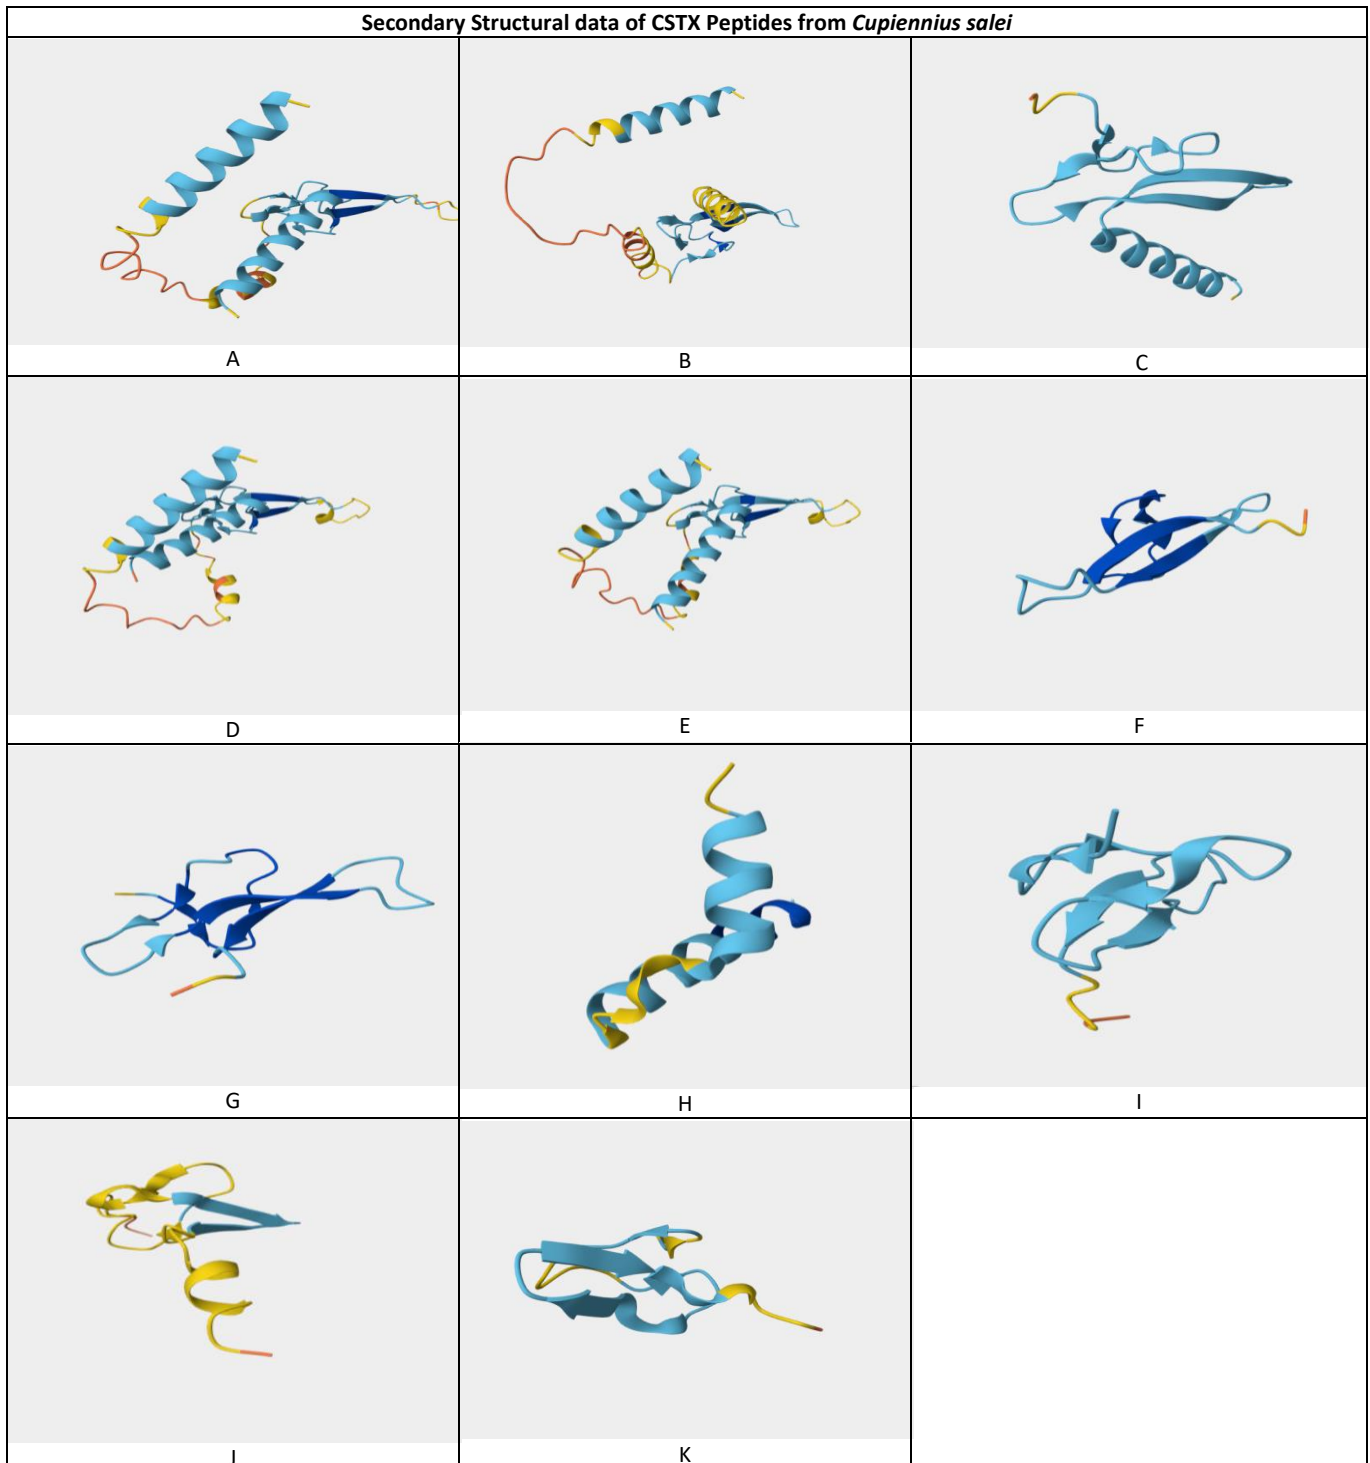 Secondary Structural data of CSTX Peptides from Cupiennius salei
A
B
C
D
E
F
G
H
I
J
K